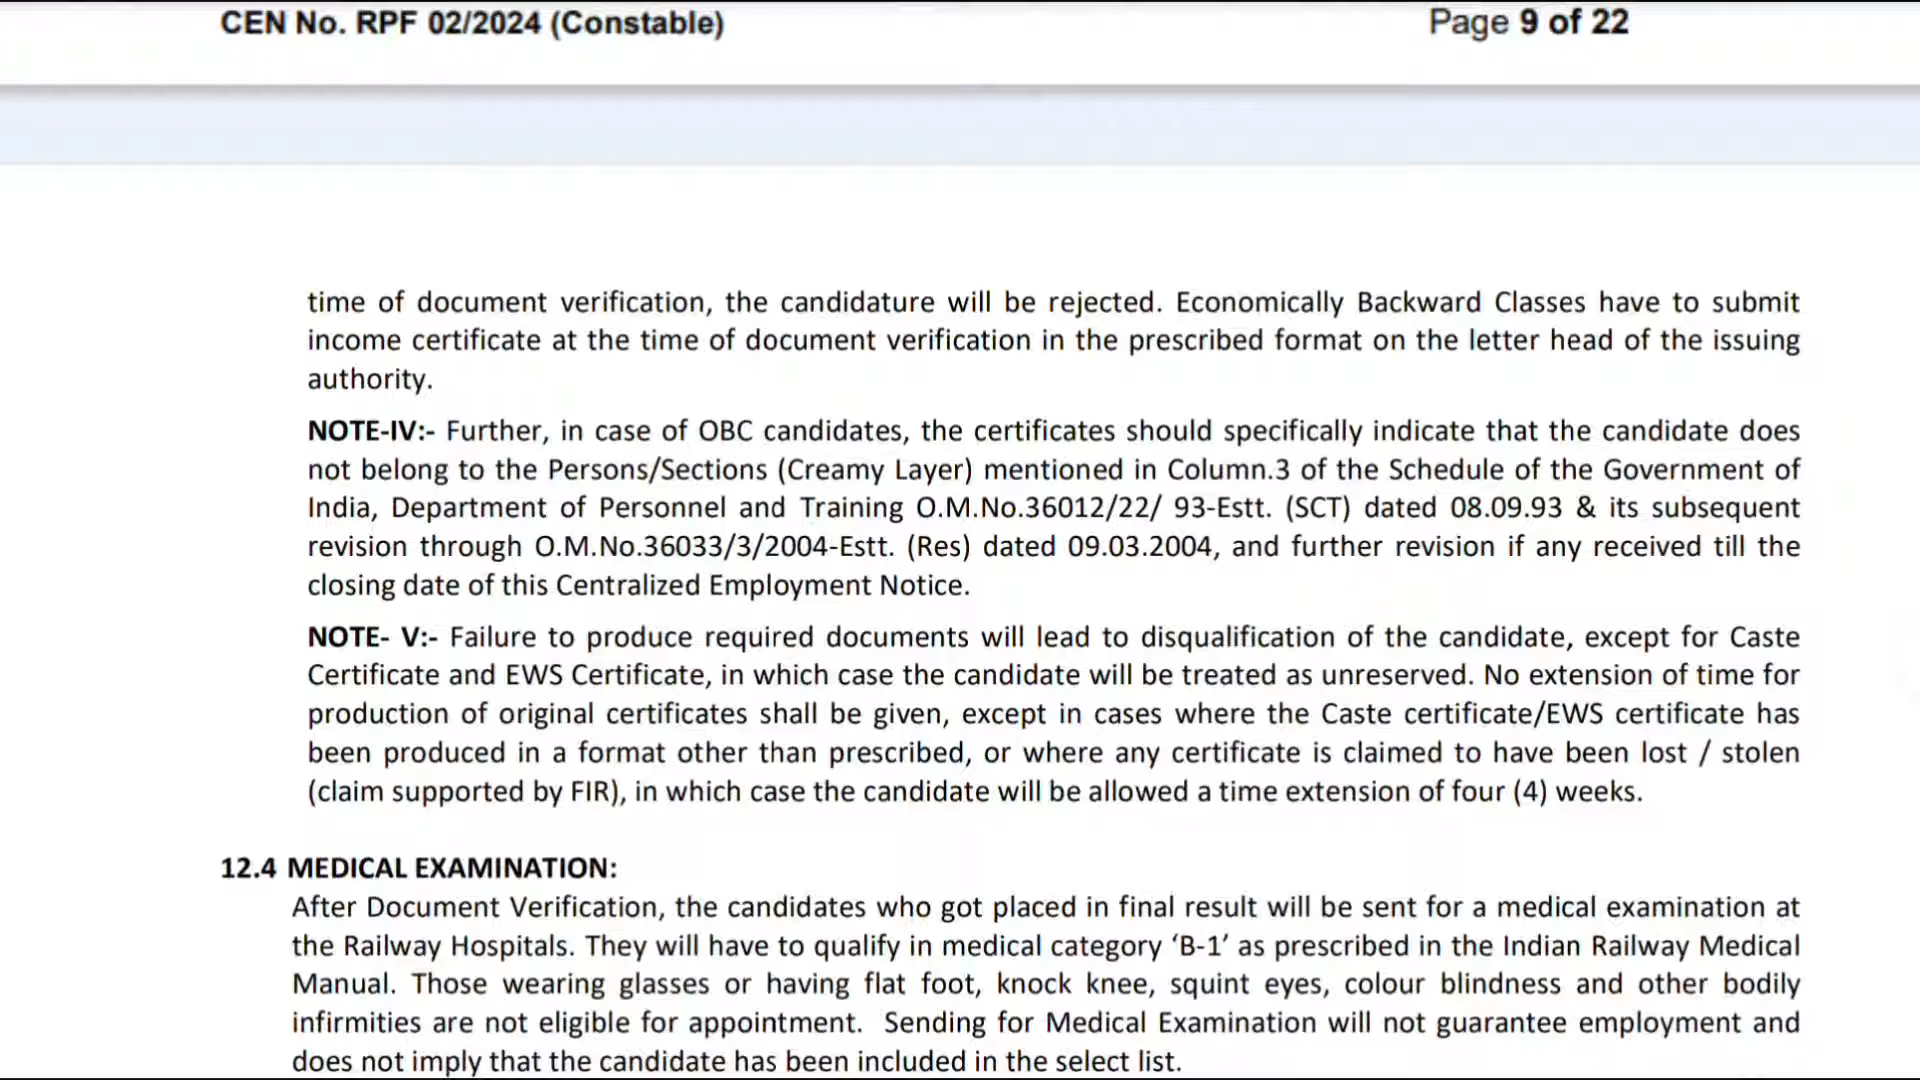 CEN No. RPF 02/2024 (Constable) Page 9 of 22
time of document verification, the candidature will be rejected. Economically Backward Classes have to submit
income certificate at the time of document verification in the prescribed format on the letter head of the issuing
authority.
NOTE-IV:- Further, in case of OBC candidates, the certificates should specifically indicate that the candidate does
not belong to the Persons/Sections (Creamy Layer) mentioned in Column.3 of the Schedule of the Government of
India, Department of Personnel and Training O.M.No.36012/22/ 93-Estt. (SCT) dated 08.09.93 & its subsequent
revision through O.M.No.36033/3/2004-Estt. (Res) dated 09.03.2004, and further revision if any received till the
closing date of this Centralized Employment Notice.
NOTE- V:- Failure to produce required documents will lead to disqualification of the candidate, except for Caste
Certificate and EWS Certificate, in which case the candidate will be treated as unreserved. No extension of time for
production of original certificates shall be given, except in cases where the Caste certificate/EWS certificate has
been produced in a format other than prescribed, or where any certificate is claimed to have been lost / stolen
(claim supported by FIR), in which case the candidate will be allowed a time extension of four (4) weeks.
12.4 MEDICAL EXAMINATION:
After Document Verification, the candidates who got placed in final result will be sent for a medical examination at
the Railway Hospitals. They will have to qualify in medical category ‘B-1’ as prescribed in the Indian Railway Medical
Manual. Those wearing glasses or having flat foot, knock knee, squint eyes, colour blindness and other bodily
infirmities are not eligible for appointment. Sending for Medical Examination will not guarantee employment and
does not imply that the candidate has been included in the select list.